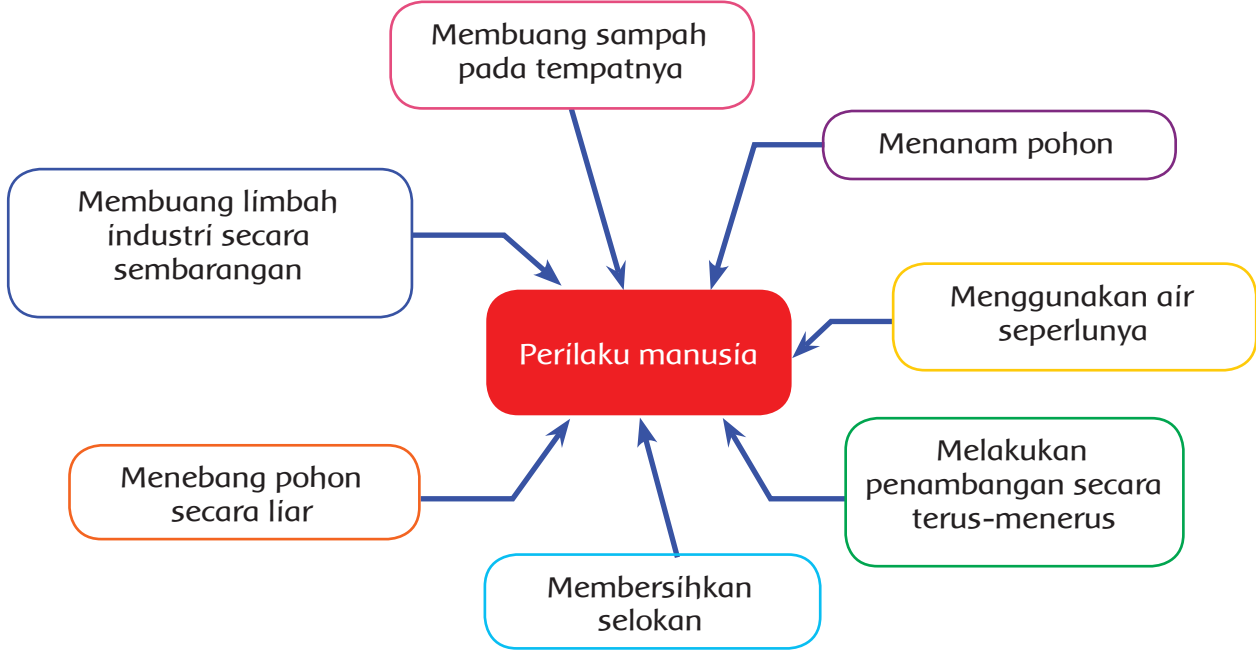 Membuang sampah
pada tempatnya
Menanam pohon
Membuang limbah
industri secara
sembarangan
Menggunakan air
seperlunya
Perilaku manusia
Melakukan
penambangan secara
terus-menerus
Menebang pohon
secara liar
Membersihkan
selokan